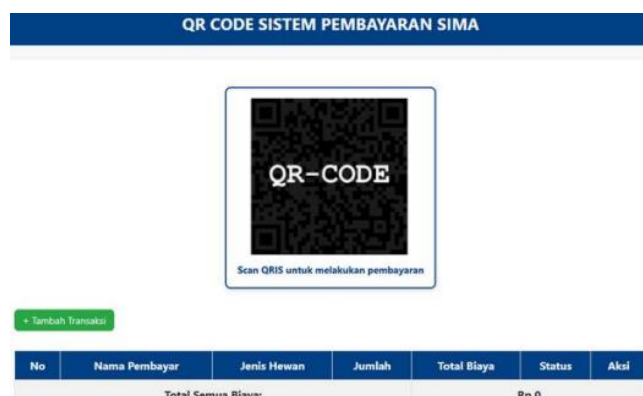 QR CODE SISTEM PEMBAYARAN SIMA
QR-CODE
Scan QRIS untuk melakukan pembayaran
+ Tambah Transaksi
No Nama Pembayar Jenis Hewan Jumlah Total Biaya Status Aksi
Total Semua Biaya: Rp 0